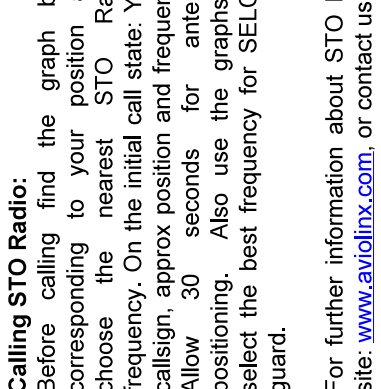 Calling STO Radio:
Before calling find the graph
corresponding to your position
choose the nearest STO
frequency. On the initial call state:
callsign, approx position and
Allow 30 seconds for
positioning. Also use the graphs
select the best frequency for
guard.
For further information about STO
site: www.aviolinx.com, or contact us